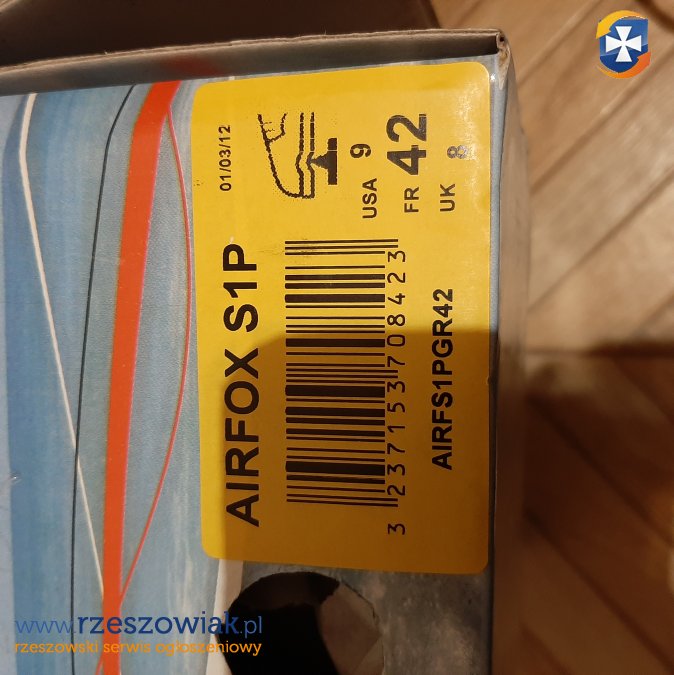 01/03/12
USA 9
FR 42
UK 8
AIRFOX S1P
3 237153 708423
AIRFS1PGR42
www.rzeszowiak.pl
rzeszowski serwis ogłoszeniowy